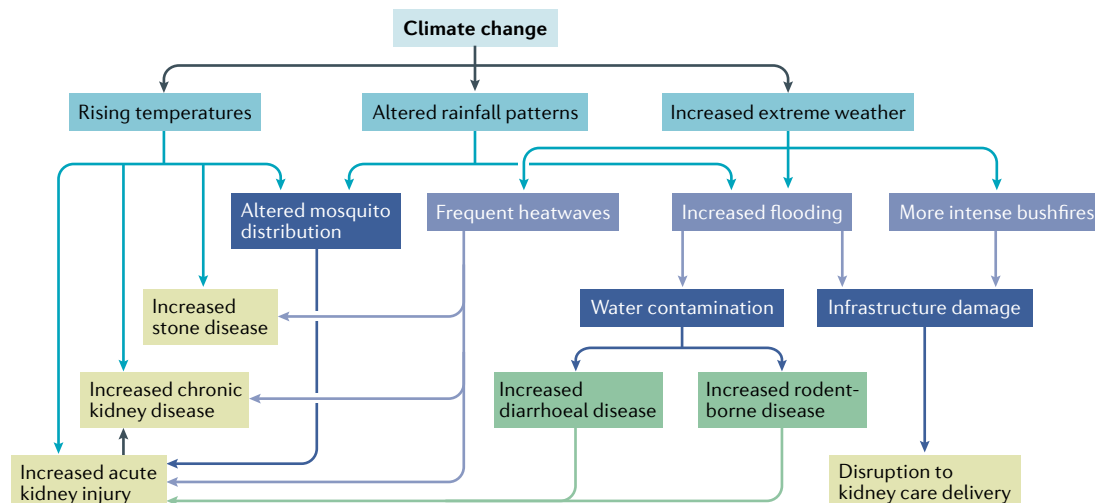 Climate change
Rising temperatures
Altered rainfall patterns
Increased extreme weather
Altered mosquito
distribution
Frequent heatwaves
Increased flooding
More intense bushfires
Increased
stone disease
Water contamination
Infrastructure damage
Increased chronic
kidney disease
Increased
diarrhoeal disease
Increased rodent-
borne disease
Increased acute
kidney injury
Disruption to
kidney care delivery